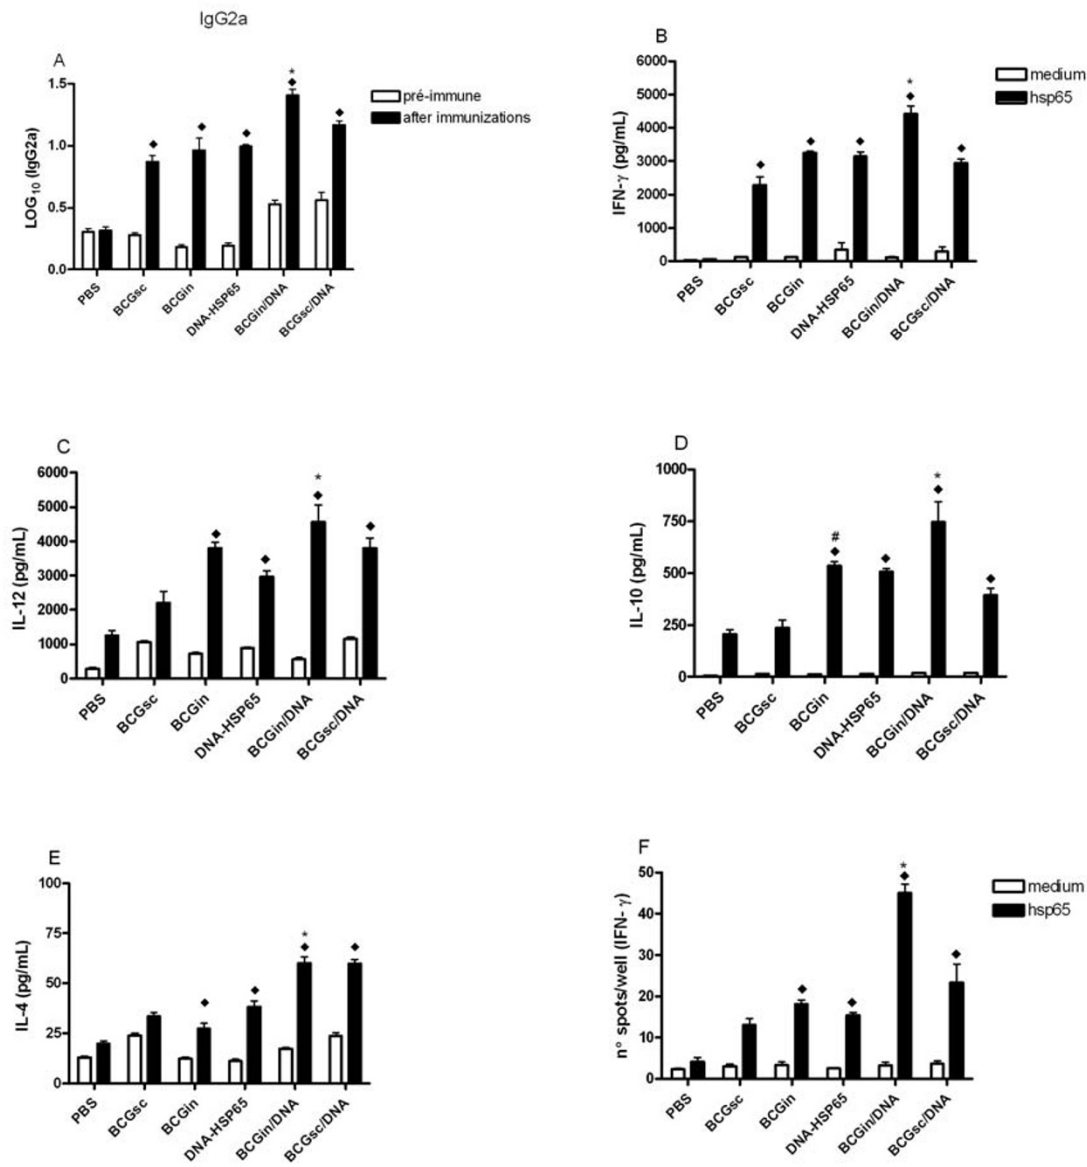 IgG2a
A
LOG10 (IgG2a)
1.5
1.0
0.5
0.0
*
◆ ◆ ◆ ◆ ◆
PBS BCGsc BCGin DNA-HSP65 BCGin/DNA BCGsc/DNA
pré-immune
after immunizations
B
IFN-γ (pg/mL)
6000
5000
4000
3000
2000
1000
0
*
◆ ◆ ◆ ◆ ◆
PBS BCGsc BCGin DNA-HSP65 BCGin/DNA BCGsc/DNA
medium
hsp65
C
IL-12 (pg/mL)
6000
5000
4000
3000
2000
1000
0
*
◆ ◆ ◆ ◆
PBS BCGsc BCGin DNA-HSP65 BCGin/DNA BCGsc/DNA
D
IL-10 (pg/mL)
1000
750
500
250
0
# *
◆ ◆ ◆ ◆
PBS BCGsc BCGin DNA-HSP65 BCGin/DNA BCGsc/DNA
E
IL-4 (pg/mL)
100
75
50
25
0
*
◆ ◆ ◆ ◆
PBS BCGsc BCGin DNA-HSP65 BCGin/DNA BCGsc/DNA
F
n° spots/well (IFN- γ)
50
40
30
20
10
0
*
◆ ◆ ◆ ◆
PBS BCGsc BCGin DNA-HSP65 BCGin/DNA BCGsc/DNA
medium
hsp65